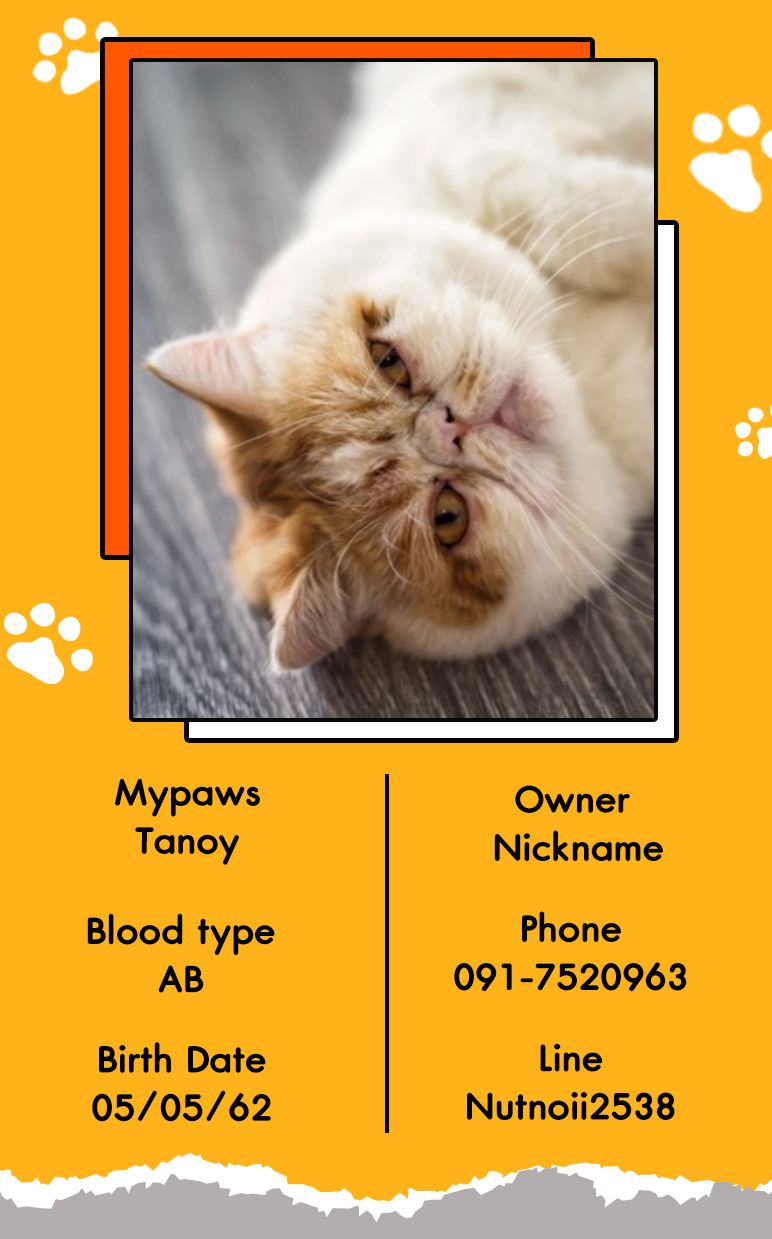 Mypaws
Tanoy
Blood type
AB
Birth Date
05/05/62
Owner
Nickname
Phone
091-7520963
Line
Nutnoii2538